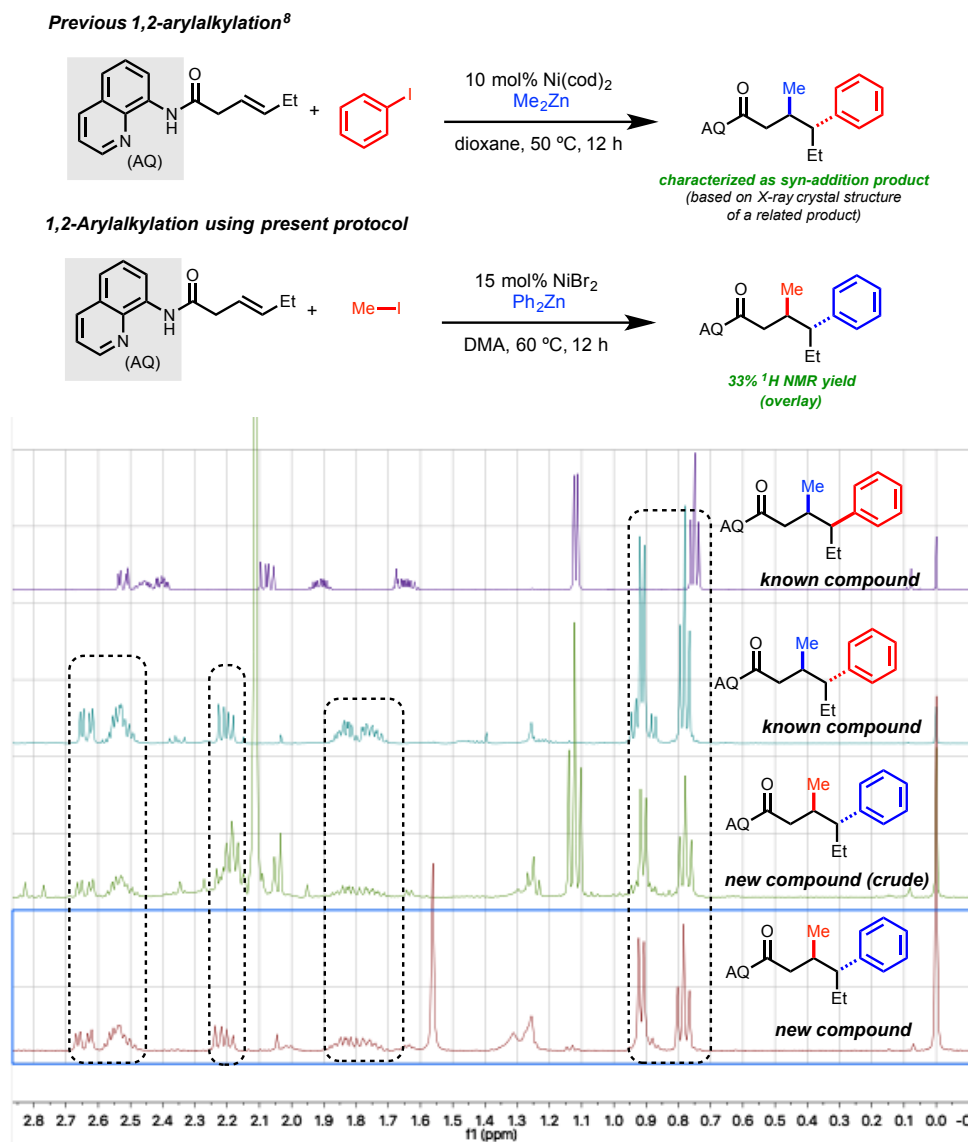 Previous 1,2-arylalkylation⁸
O
N
H
Et
N
(AQ)
+
I
10 mol% Ni(cod)₂
Me₂Zn
dioxane, 50 ºC, 12 h
O
Me
AQ
Et
characterized as syn-addition product
(based on X-ray crystal structure
of a related product)
1,2-Arylalkylation using present protocol
O
N
H
Et
N
(AQ)
+
Me I
15 mol% NiBr₂
Ph₂Zn
DMA, 60 ºC, 12 h
O
Me
AQ
Et
33% ¹H NMR yield
(overlay)
O
Me
AQ
Et
known compound
O
Me
AQ
Et
known compound
O
Me
AQ
Et
new compound (crude)
O
Me
AQ
Et
new compound
2.8 2.7 2.6 2.5 2.4 2.3 2.2 2.1 2.0 1.9 1.8 1.7 1.6 1.5 1.4 1.3 1.2 1.1 1.0 0.9 0.8 0.7 0.6 0.5 0.4 0.3 0.2 0.1 0.0
f1 (ppm)